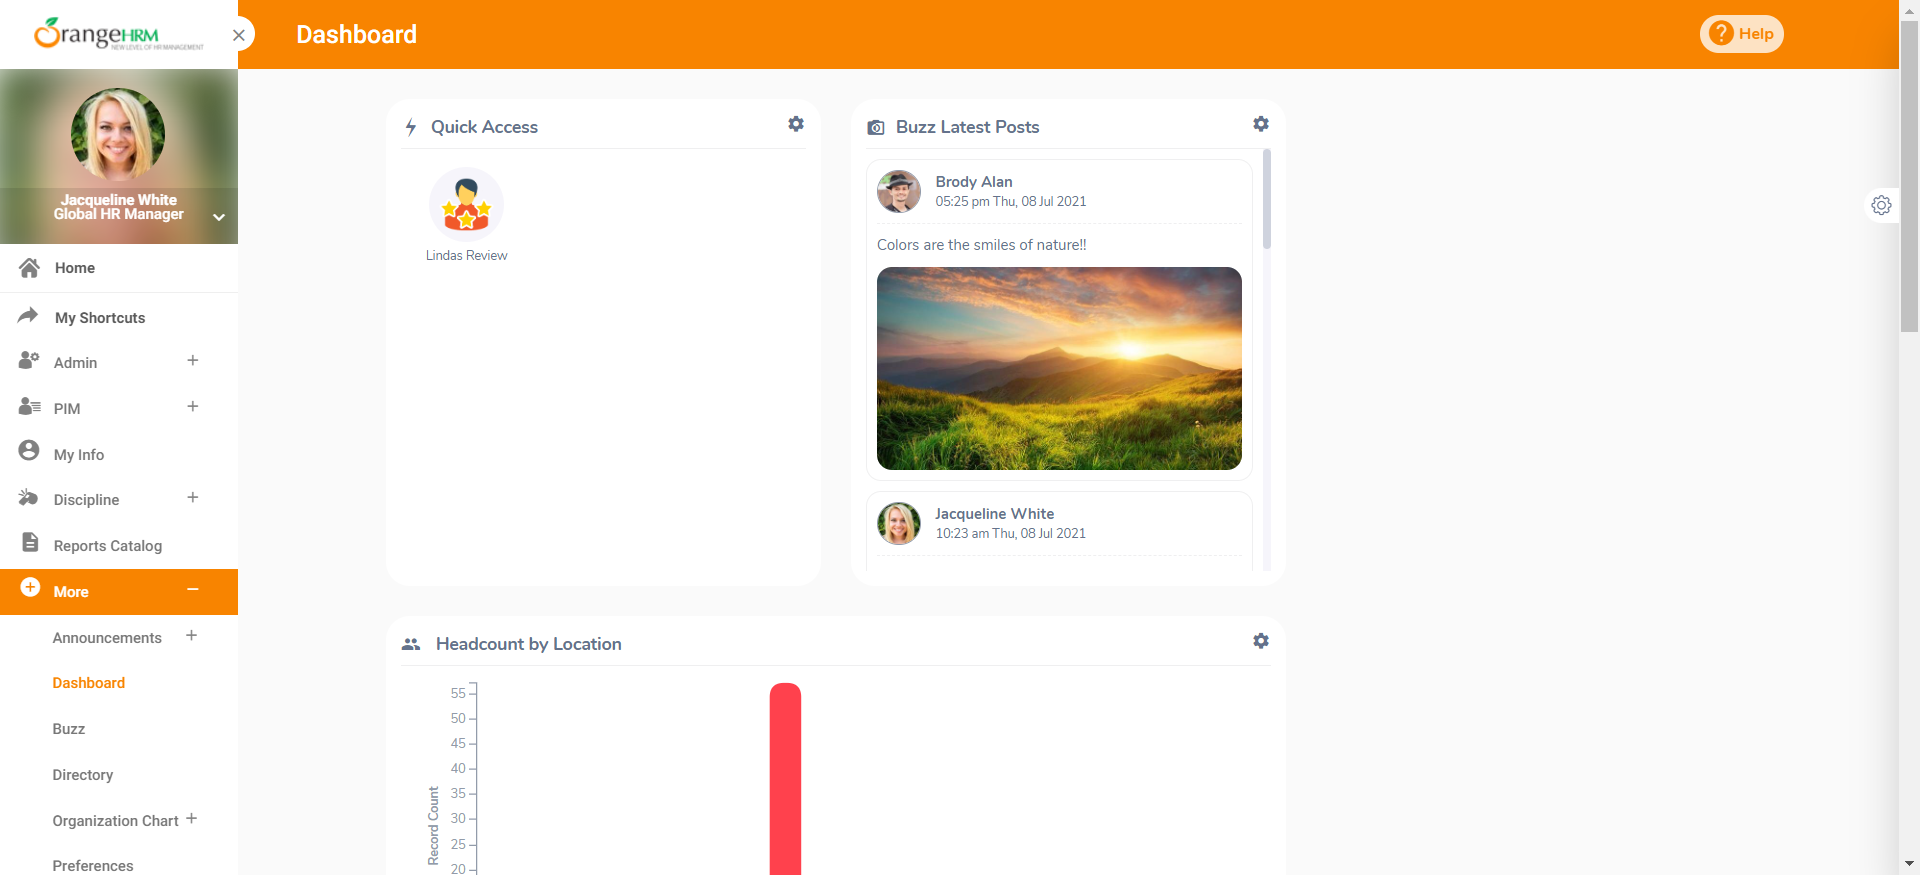 OrangeHRM
NEW LEVEL OF HR MANAGEMENT
Dashboard
? Help
Jacqueline White
Global HR Manager
Home
My Shortcuts
Admin
PIM
My Info
Discipline
Reports Catalog
More
Announcements
Dashboard
Buzz
Directory
Organization Chart
Preferences
Quick Access
Lindas Review
Buzz Latest Posts
Brody Alan
05:25 pm Thu, 08 Jul 2021
Colors are the smiles of nature!!
Jacqueline White
10:23 am Thu, 08 Jul 2021
Headcount by Location
Record Count
55
50
45
40
35
30
25
20